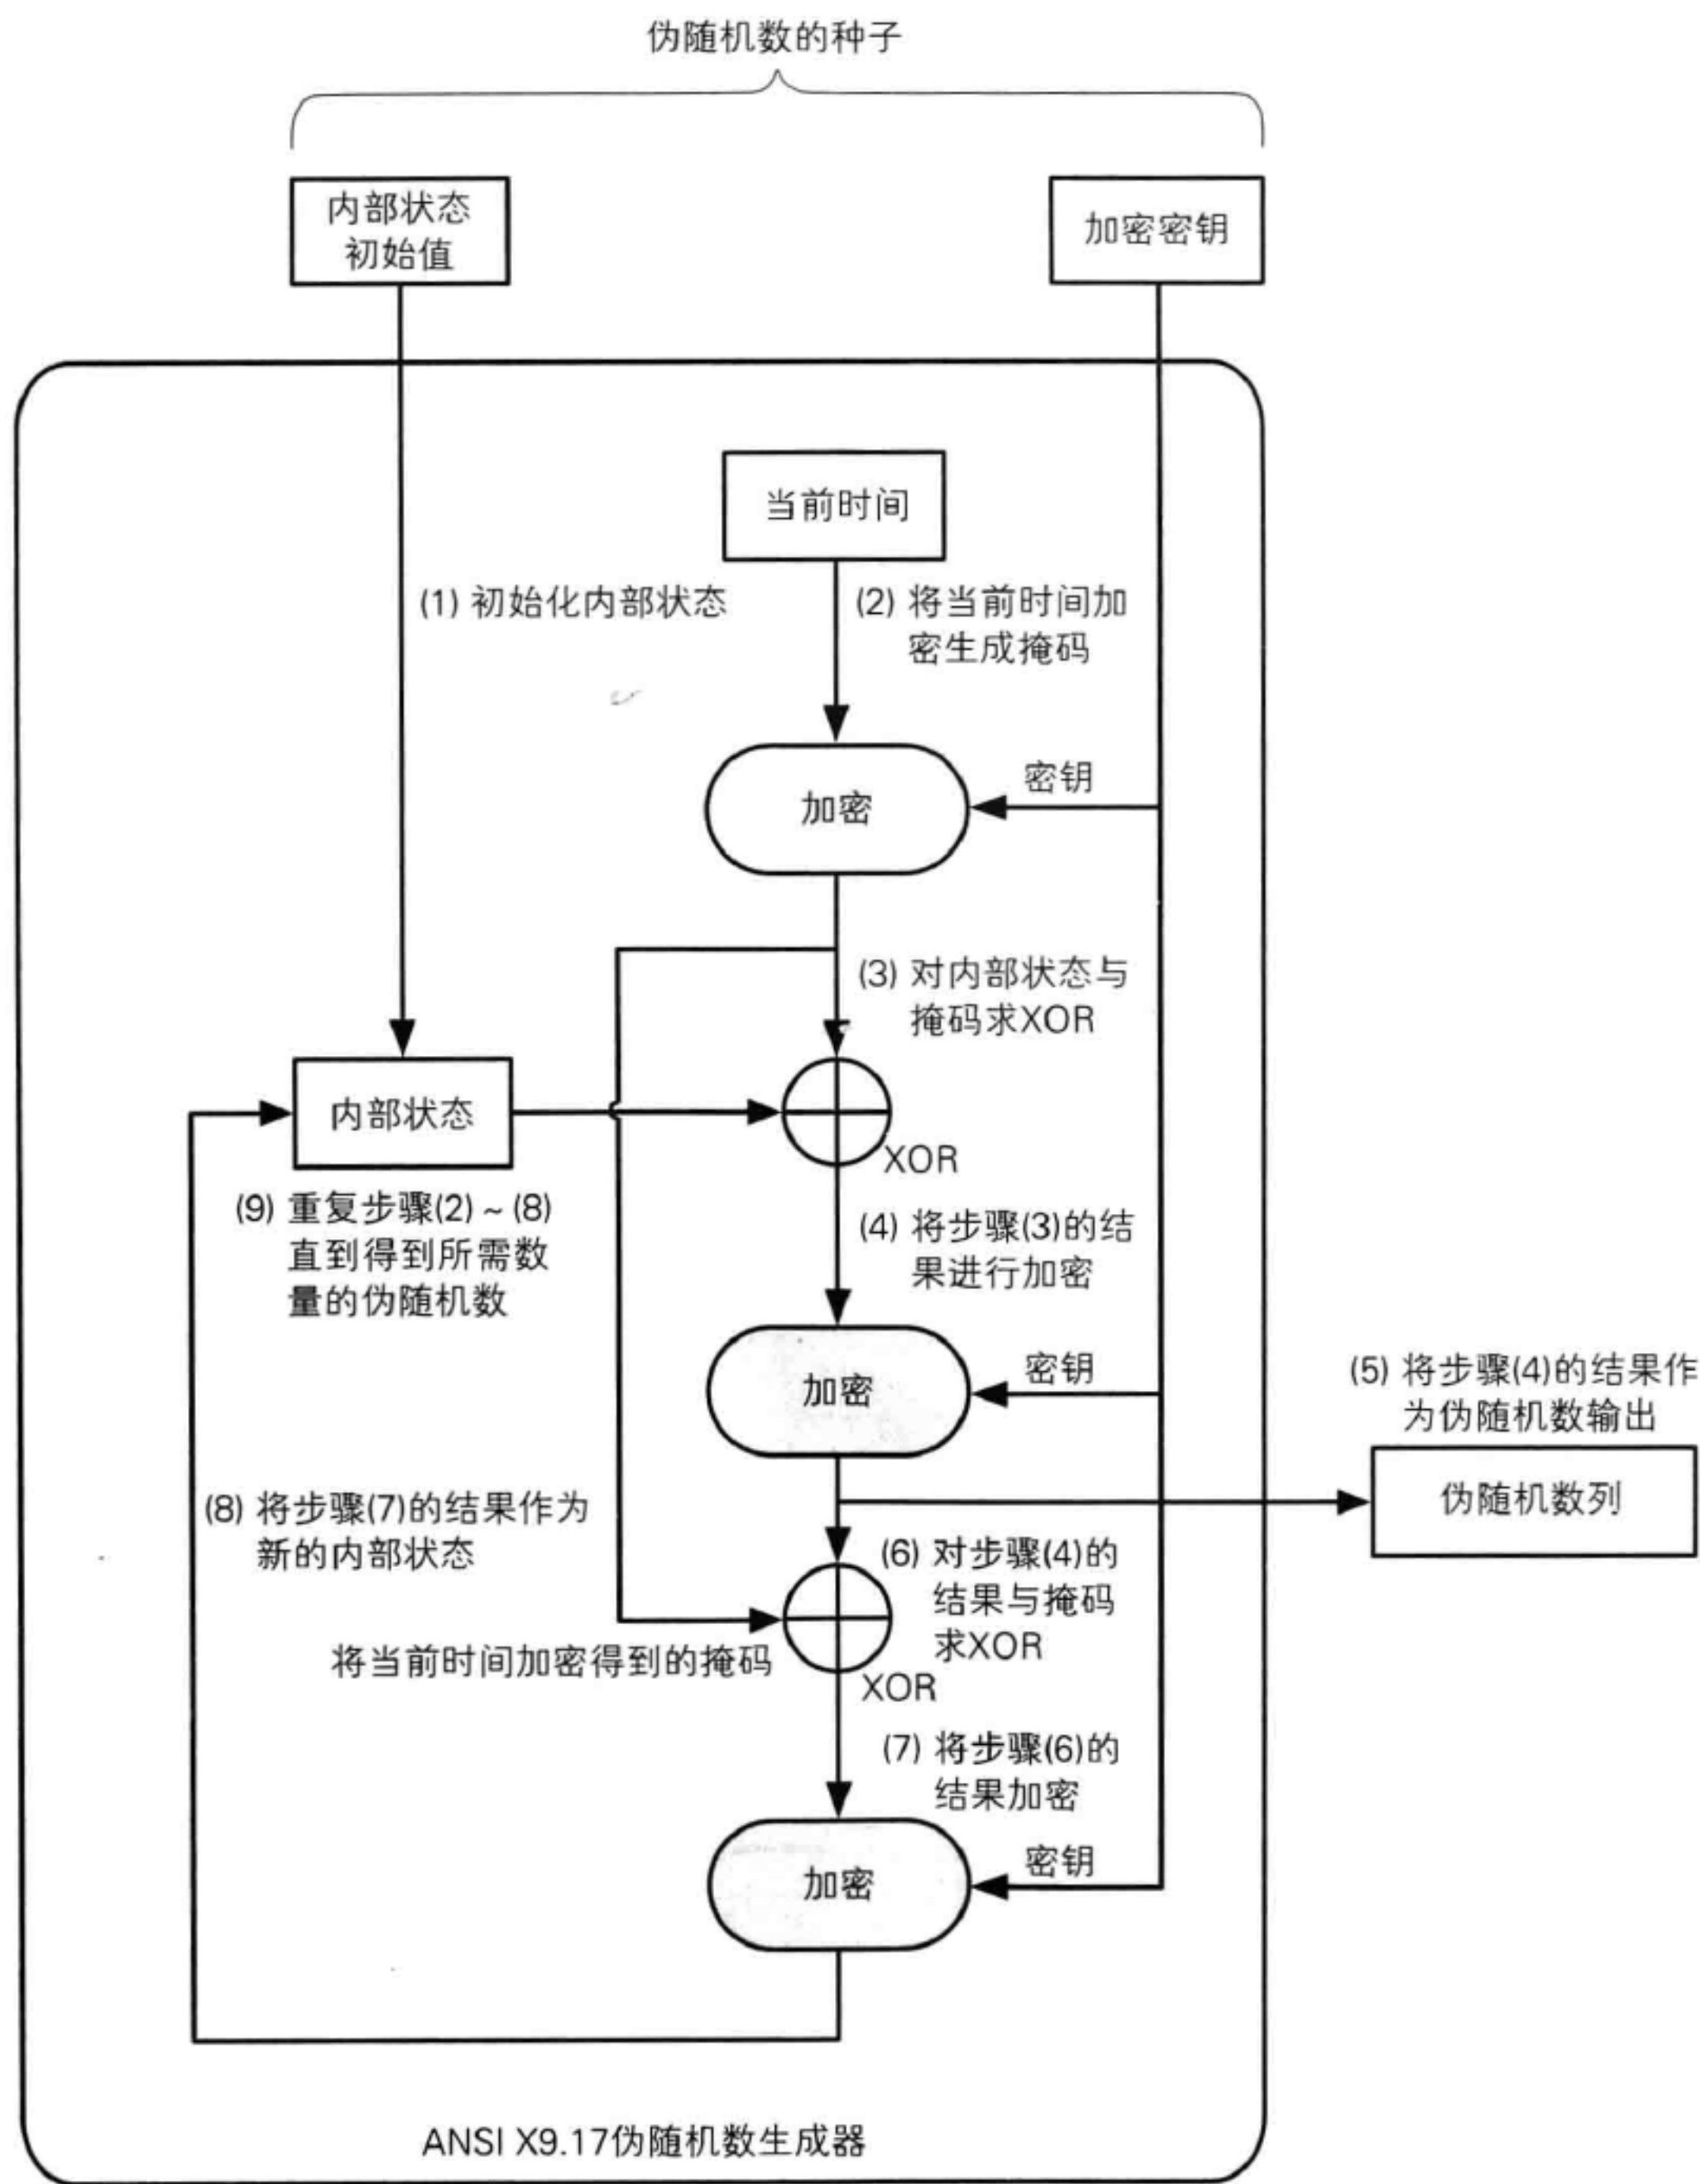 伪随机数的种子
内部状态
初始值
加密密钥
当前时间
(1) 初始化内部状态
(2) 将当前时间加
密生成掩码
密钥
加密
(3) 对内部状态与
掩码求XOR
内部状态
XOR
(9) 重复步骤(2) ~ (8)
直到得到所需数
量的伪随机数
(4) 将步骤(3)的结
果进行加密
密钥
加密
(5) 将步骤(4)的结果作
为伪随机数输出
伪随机数列
(8) 将步骤(7)的结果作为
新的内部状态
(6) 对步骤(4)的
结果与掩码
求XOR
将当前时间加密得到的掩码
XOR
(7) 将步骤(6)的
结果加密
密钥
加密
ANSI X9.17伪随机数生成器